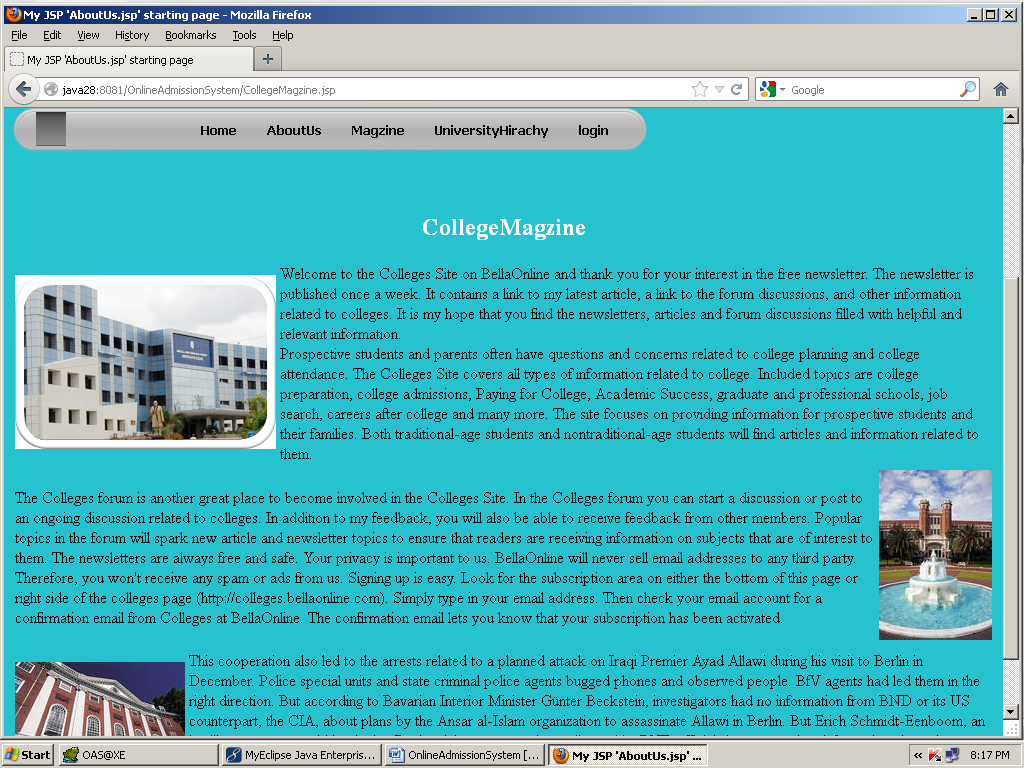 My JSP 'AboutUs.jsp' starting page - Mozilla Firefox
File Edit View History Bookmarks Tools Help
My JSP 'AboutUs.jsp' starting page
java28:8081/OnlineAdmissionSystem/CollegeMagzine.jsp
Google
Home AboutUs Magzine UniversityHirachy login
CollegeMagzine
Welcome to the Colleges Site on BellaOnline and thank you for your interest in the free newsletter. The newsletter is
published once a week. It contains a link to my latest article, a link to the forum discussions, and other information
related to colleges. It is my hope that you find the newsletters, articles and forum discussions filled with helpful and
relevant information.
Prospective students and parents often have questions and concerns related to college planning and college
attendance. The Colleges Site covers all types of information related to college. Included topics are college
preparation, college admissions, Paying for College, Academic Success, graduate and professional schools, job
search, careers after college and many more. The site focuses on providing information for prospective students and
their families. Both traditional-age students and nontraditional-age students will find articles and information related to
them.
The Colleges forum is another great place to become involved in the Colleges Site. In the Colleges forum you can start a discussion or post to
an ongoing discussion related to colleges. In addition to my feedback, you will also be able to receive feedback from other members. Popular
topics in the forum will spark new article and newsletter topics to ensure that readers are receiving information on subjects that are of interest to
them. The newsletters are always free and safe. Your privacy is important to us. BellaOnline will never sell email addresses to any third party.
Therefore, you won't receive any spam or ads from us. Signing up is easy. Look for the subscription area on either the bottom of this page or
right side of the colleges page (http://colleges.bellaonline.com). Simply type in your email address. Then check your email account for a
confirmation email from Colleges at BellaOnline. The confirmation email lets you know that your subscription has been activated.
This cooperation also led to the arrests related to a planned attack on Iraqi Premier Ayad Allawi during his visit to Berlin in
December. Police special units and state criminal police agents bugged phones and observed people. BfV agents had led them in the
right direction. But according to Bavarian Interior Minister Günter Beckstein, investigators had no information from BND or its US
counterpart, the CIA, about plans by the Ansar al-Islam organization to assassinate Allawi in Berlin. But Erich Schmidt-Eenboom, an
Start OAS@XE MyEclipse Java Enterpris... OnlineAdmissionSystem [... My JSP 'AboutUs.jsp' ... « 8:17 PM